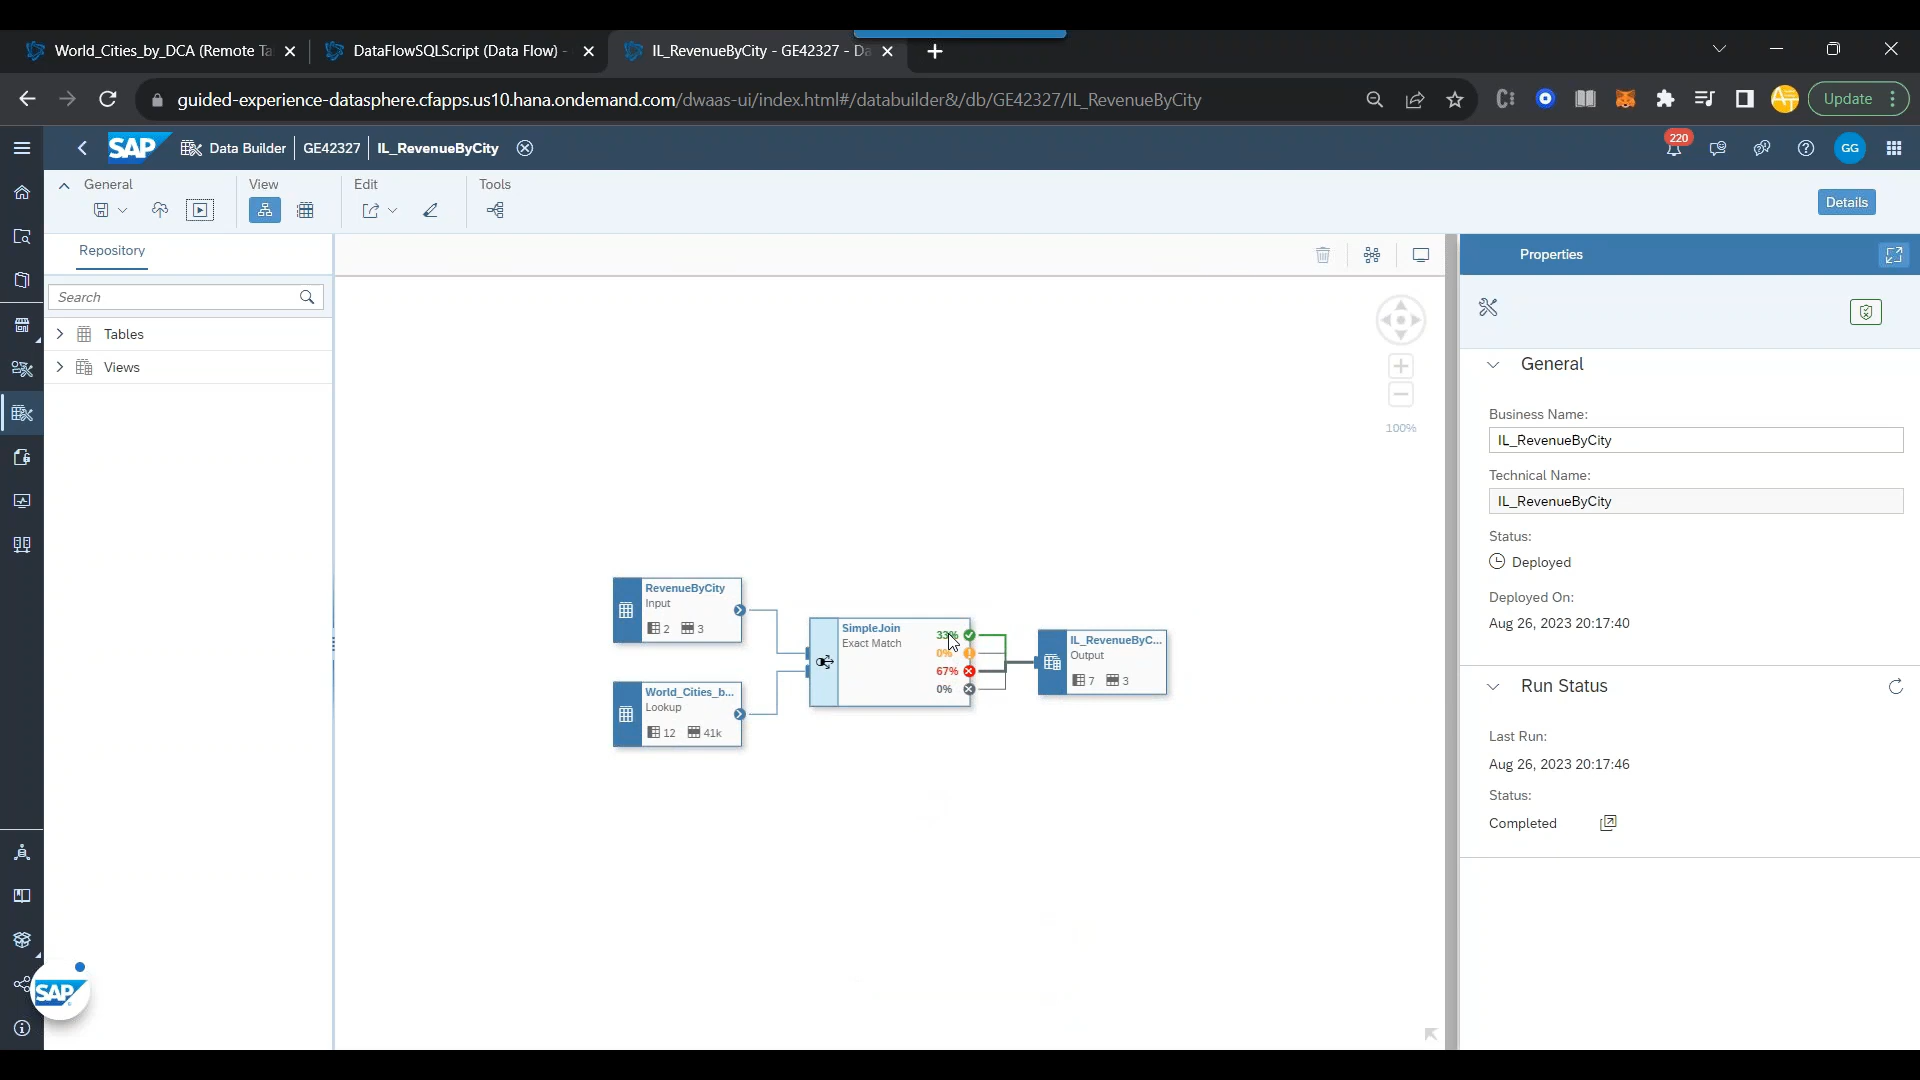 World_Cities_by_DCA (Remote Ta
DataFlowSQLScript (Data Flow) -
IL_RevenueByCity - GE42327 - Da
guided-experience-datasphere.cfapps.us10.hana.ondemand.com/dwaas-ui/index.html#/databuilder&/db/GE42327/IL_RevenueByCity
Update
SAP
Data Builder
GE42327
IL_RevenueByCity
220
GG
General
View
Edit
Tools
Details
Repository
Search
Tables
Views
100%
RevenueByCity
Input
2 3
World_Cities_b...
Lookup
12 41k
SimpleJoin
Exact Match
33%
0%
67%
0%
IL_RevenueByC...
Output
7 3
Properties
General
Business Name:
IL_RevenueByCity
Technical Name:
IL_RevenueByCity
Status:
Deployed
Deployed On:
Aug 26, 2023 20:17:40
Run Status
Last Run:
Aug 26, 2023 20:17:46
Status:
Completed
SAP